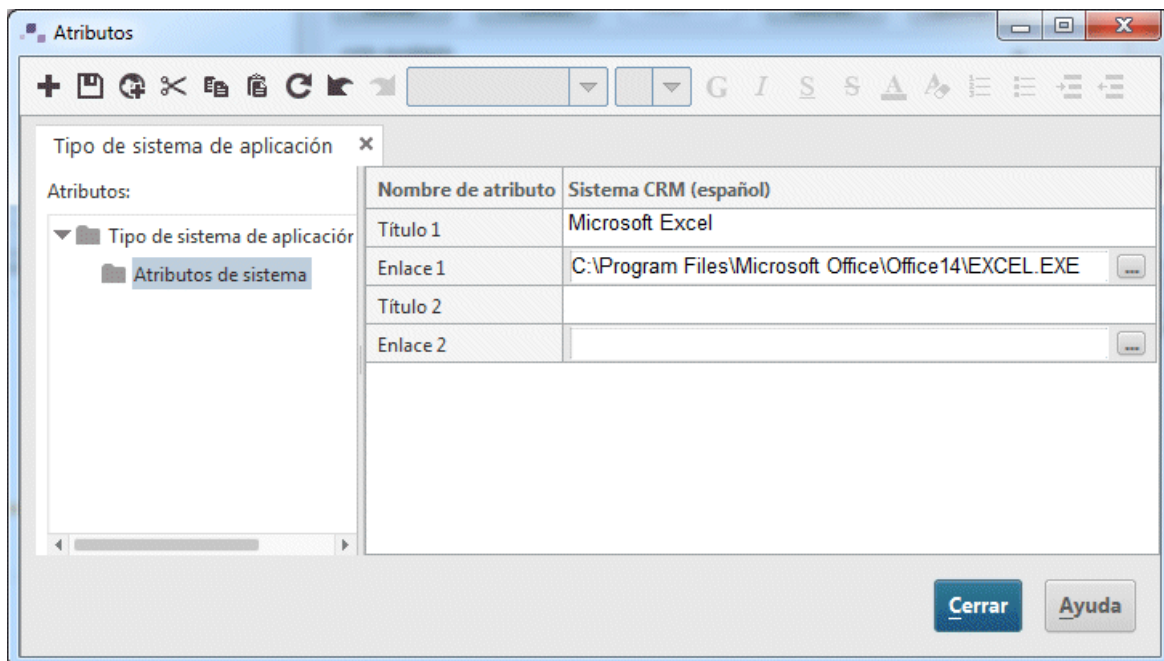 Atributos
G I S S A
Tipo de sistema de aplicación
Atributos:
Tipo de sistema de aplicación
Atributos de sistema
Nombre de atributo Sistema CRM (español)
Título 1 Microsoft Excel
Enlace 1 C:\Program Files\Microsoft Office\Office14\EXCEL.EXE ...
Título 2
Enlace 2 ...
Cerrar Ayuda